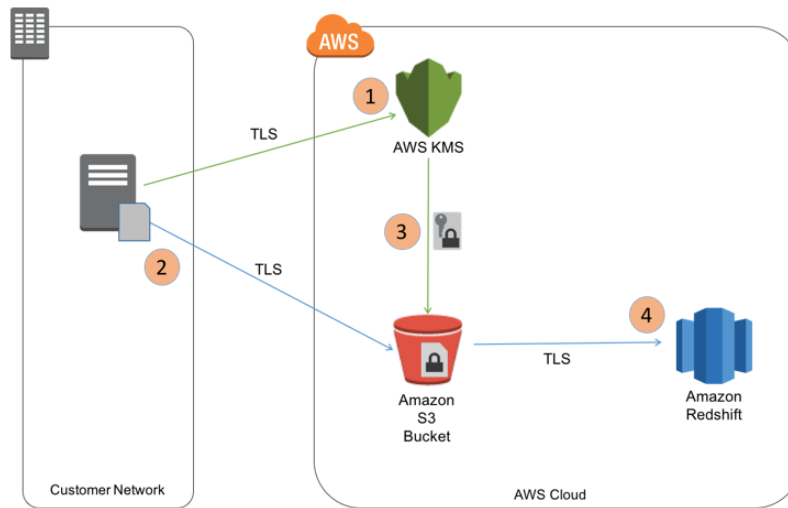 AWS
1
TLS
AWS KMS
3
2
TLS
4
TLS
Amazon
S3
Bucket
Amazon
Redshift
Customer Network
AWS Cloud